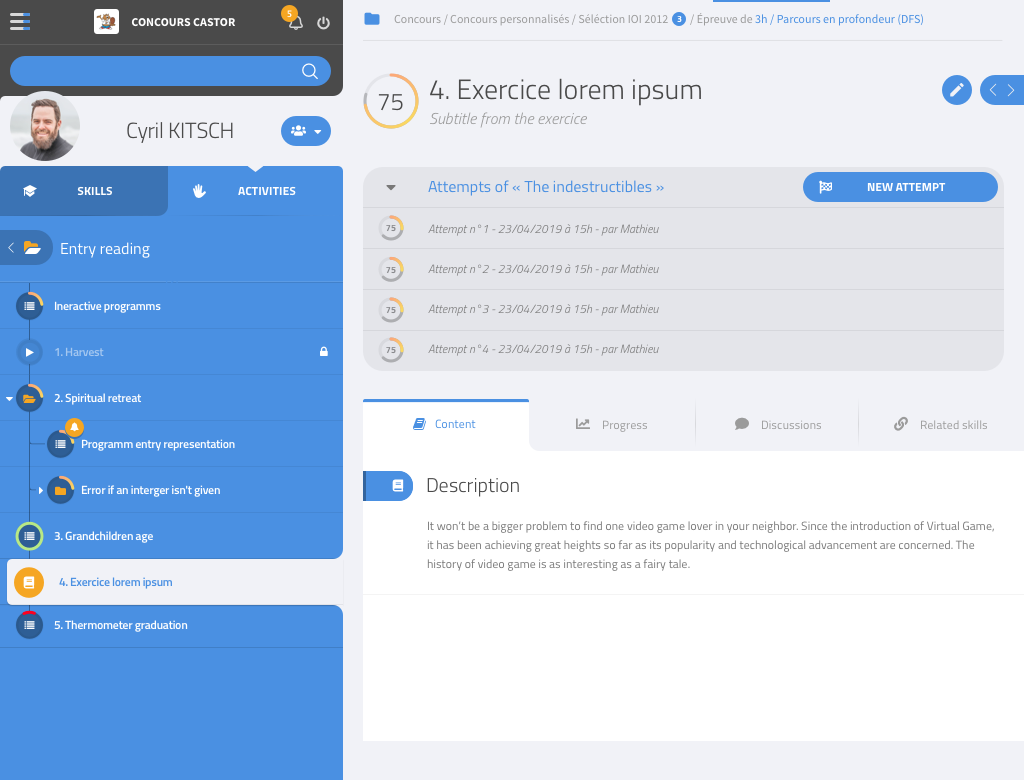 CONCOURS CASTOR
5
Cyril KITSCH
SKILLS
ACTIVITIES
Entry reading
Ineractive programms
1. Harvest
2. Spiritual retreat
Programm entry representation
Error if an interger isn't given
3. Grandchildren age
4. Exercice lorem ipsum
5. Thermometer graduation
Concours / Concours personnalisés / Séléction IOI 2012 3 / Épreuve de 3h / Parcours en profondeur (DFS)
75
4. Exercice lorem ipsum
Subtitle from the exercice
Attempts of « The indestructibles »
NEW ATTEMPT
75 Attempt n°1 - 23/04/2019 à 15h - par Mathieu
75 Attempt n°2 - 23/04/2019 à 15h - par Mathieu
75 Attempt n°3 - 23/04/2019 à 15h - par Mathieu
75 Attempt n°4 - 23/04/2019 à 15h - par Mathieu
Content
Progress
Discussions
Related skills
Description
It won't be a bigger problem to find one video game lover in your neighbor. Since the introduction of Virtual Game,
it has been achieving great heights so far as its popularity and technological advancement are concerned. The
history of video game is as interesting as a fairy tale.